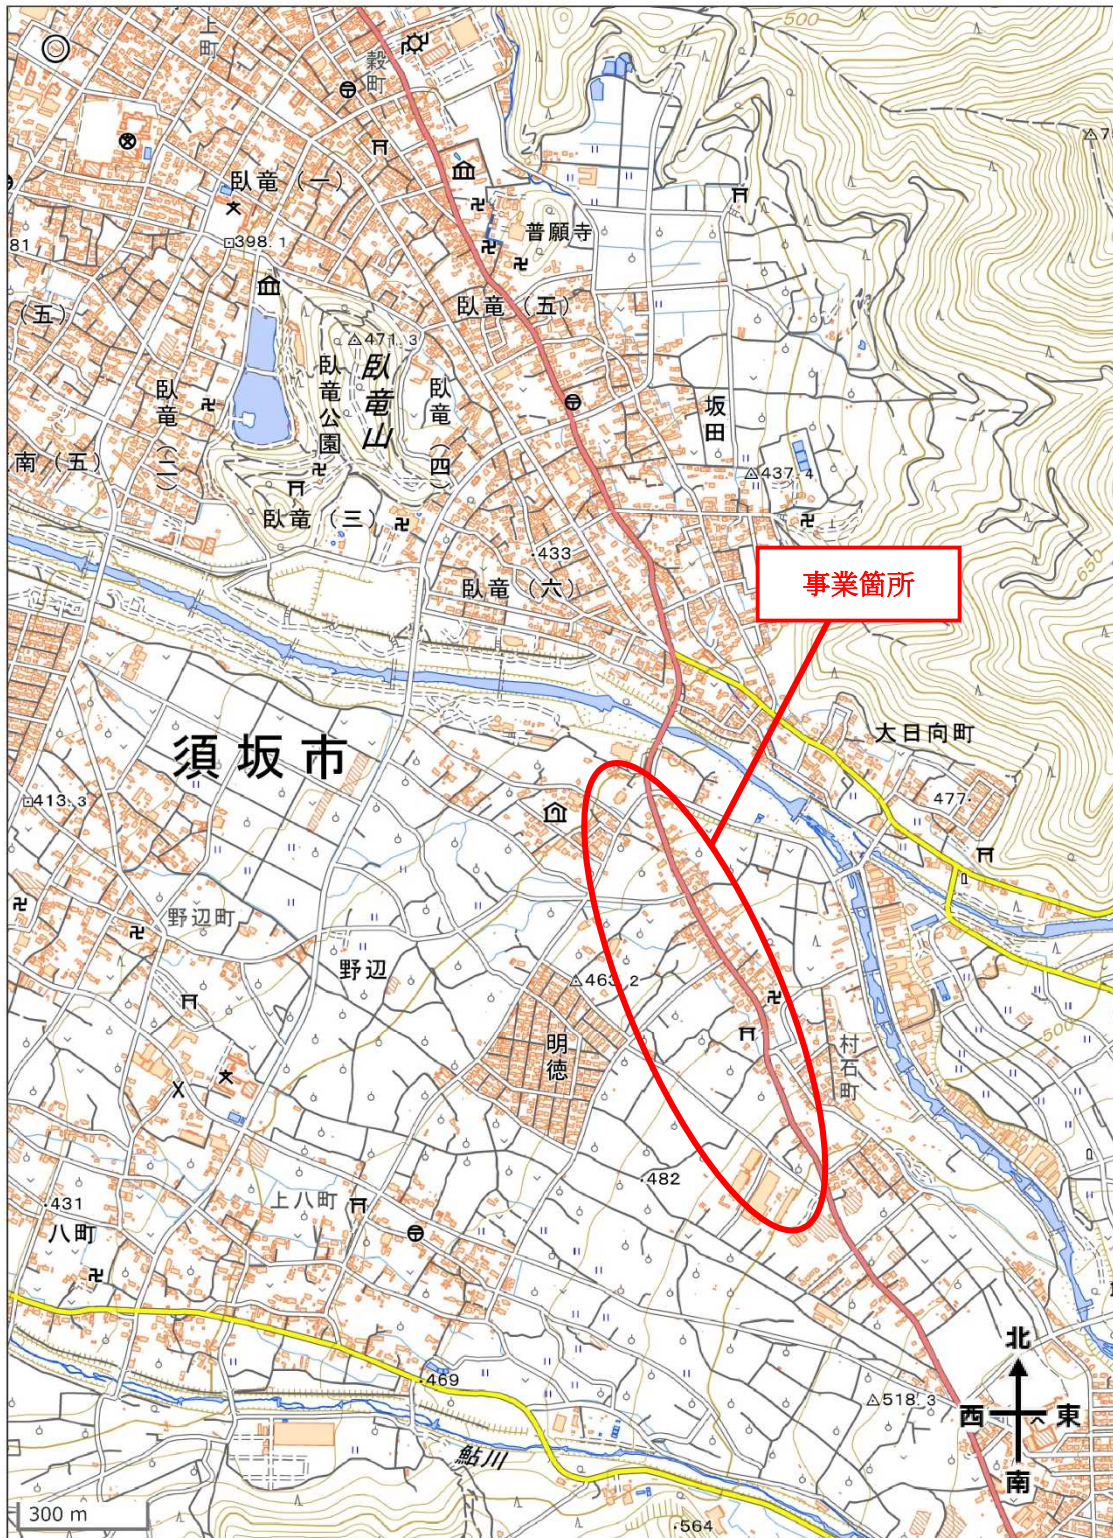 上町
穀町
500
臥竜(一)
398.1
81
普願寺
(五)
臥竜(五)
471.3
臥竜山
臥竜公園
臥竜(四)
臥竜(二)
坂田
南(五)
437.4
臥竜(三)
433
臥竜(六)
650
事業箇所
大日向町
須坂市
413.3
477
野辺町
野辺
463.2
500
明徳
村石町
482
上八町
431
八町
北
469
518.3
西
東
鮎川
南
300 m
564